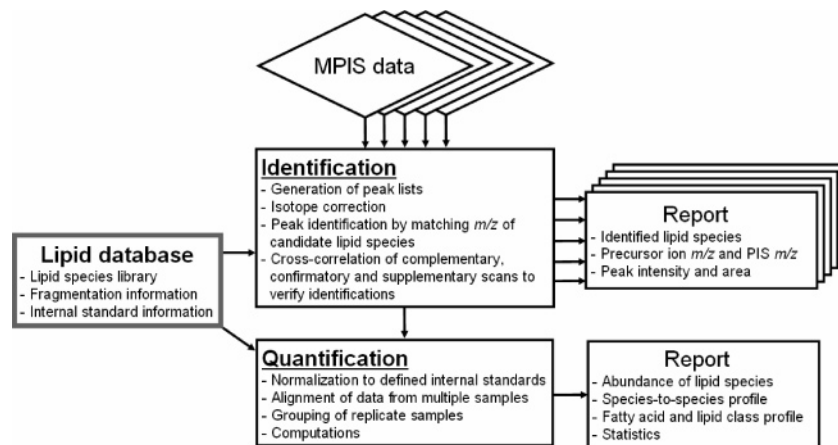 MPIS data
Identification
- Generation of peak lists
- Isotope correction
- Peak identification by matching m/z of
candidate lipid species
- Cross-correlation of complementary,
confirmatory and supplementary scans to
verify identifications
Report
- Identified lipid species
- Precursor ion m/z and PIS m/z
- Peak intensity and area
Lipid database
- Lipid species library
- Fragmentation information
- Internal standard information
Quantification
- Normalization to defined internal standards
- Alignment of data from multiple samples
- Grouping of replicate samples
- Computations
Report
- Abundance of lipid species
- Species-to-species profile
- Fatty acid and lipid class profile
- Statistics